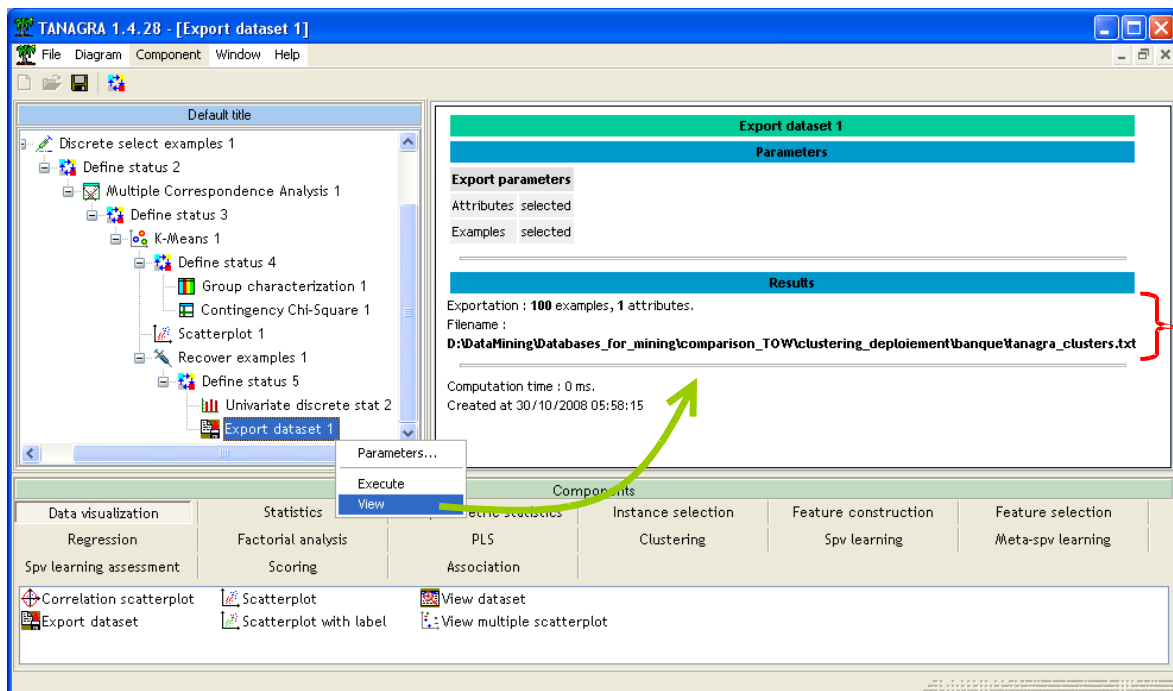 TANAGRA 1.4.28 - [Export dataset 1]
File Diagram Component Window Help
Default title
Discrete select examples 1
Define status 2
Multiple Correspondence Analysis 1
Define status 3
K-Means 1
Define status 4
Group characterization 1
Contingency Chi-Square 1
Scatterplot 1
Recover examples 1
Define status 5
Univariate discrete stat 2
Export dataset 1
Parameters...
Execute
View
Export dataset 1
Parameters
Export parameters
Attributes selected
Examples selected
Results
Exportation : 100 examples, 1 attributes.
Filename :
D:\DataMining\Databases_for_mining\comparison_TOW\clustering_deploiement\banque\tanagra_clusters.txt
Computation time : 0 ms.
Created at 30/10/2008 05:58:15
Components
Data visualization Statistics statistics Instance selection Feature construction Feature selection
Regression Factorial analysis PLS Clustering Spv learning Meta-spv learning
Spv learning assessment Scoring Association
Correlation scatterplot Scatterplot View dataset
Export dataset Scatterplot with label View multiple scatterplot